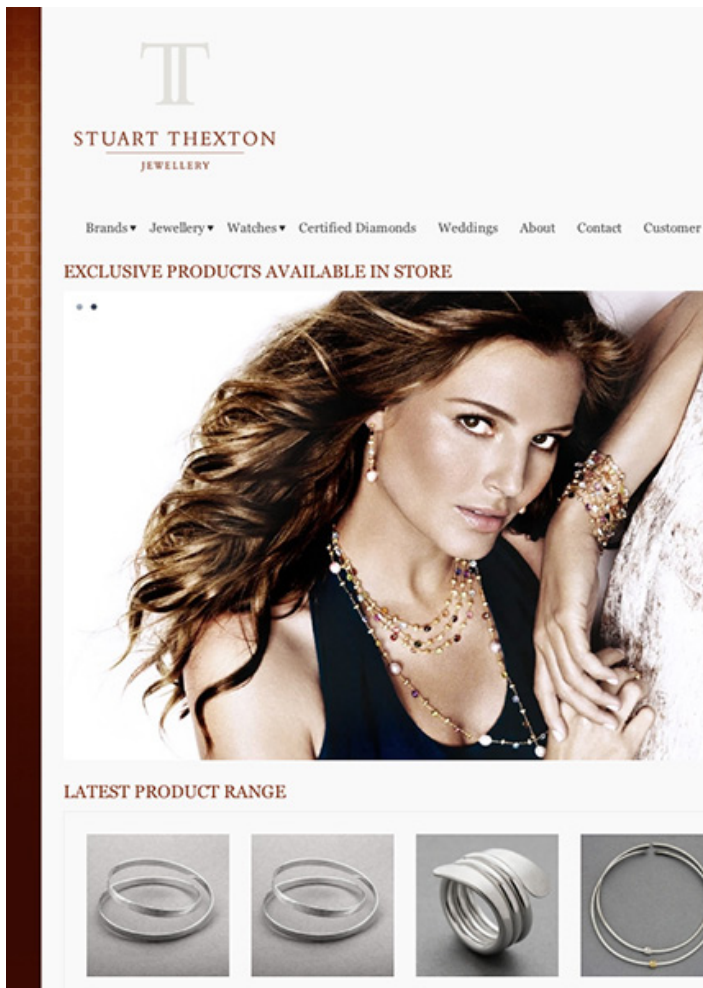 STUART THEXTON
JEWELLERY
Brands▾ Jewellery▾ Watches▾ Certified Diamonds Weddings About Contact Customer
EXCLUSIVE PRODUCTS AVAILABLE IN STORE
LATEST PRODUCT RANGE